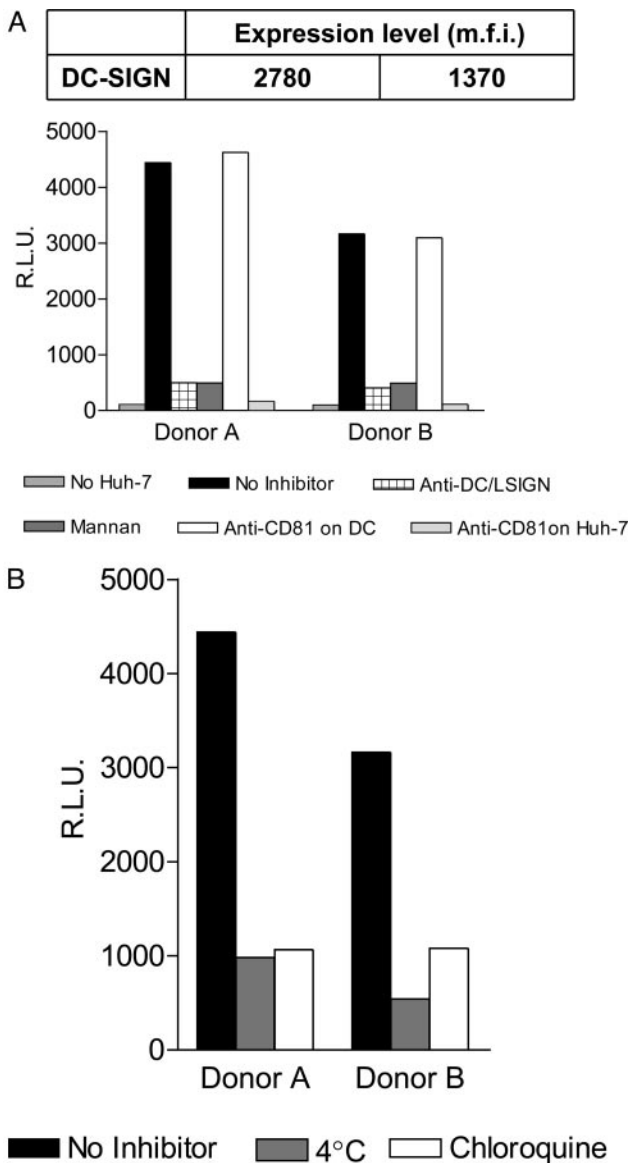 A
Expression level (m.f.i.)
DC-SIGN 2780 1370
5000
4000
3000
2000
1000
0
R.L.U.
Donor A Donor B
No Huh-7 No Inhibitor Anti-DC/LSIGN
Mannan Anti-CD81 on DC Anti-CD81on Huh-7
B
5000
4000
3000
2000
1000
0
R.L.U.
Donor A Donor B
No Inhibitor 4°C Chloroquine